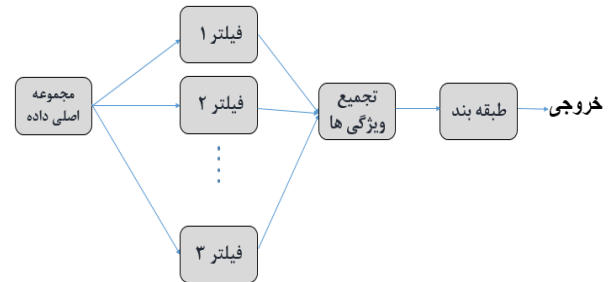 مجموعه
اصلی داده
فیلتر ۱
فیلتر ۲
فیلتر ۳
تجمیع
ویژگی ها
طبقه بند
خروجی